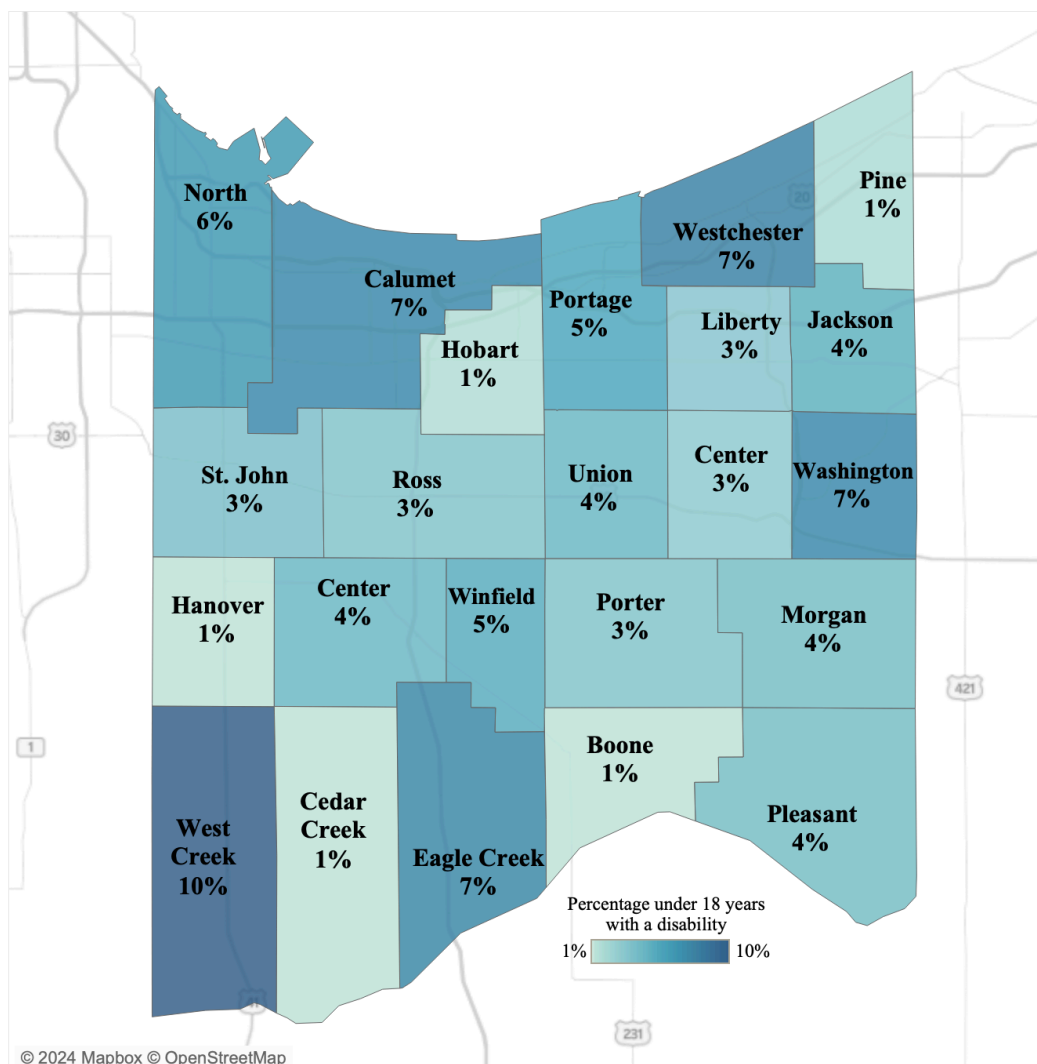 North
6%
Pine
1%
20
Westchester
7%
Calumet
7%
Portage
5%
Liberty
3%
Jackson
4%
Hobart
1%
30
St. John
3%
Ross
3%
Union
4%
Center
3%
Washington
7%
Hanover
1%
Center
4%
Winfield
5%
Porter
3%
Morgan
4%
421
1
Boone
1%
Cedar
Creek
1%
West
Creek
10%
Eagle Creek
7%
Pleasant
4%
Percentage under 18 years
with a disability
1%
10%
41
231
© 2024 Mapbox © OpenStreetMap